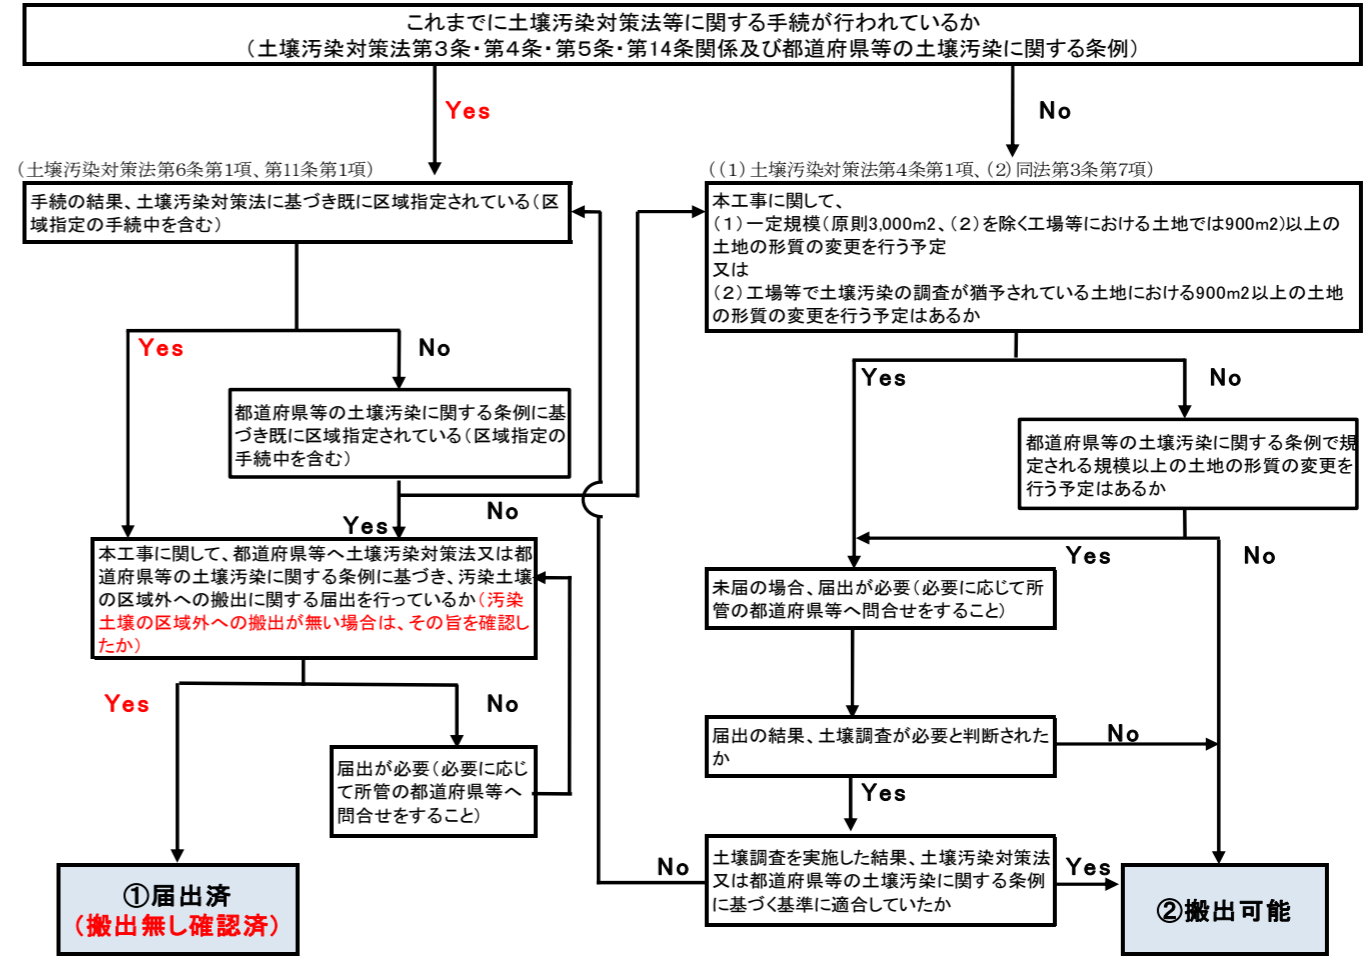 これまでに土壌汚染対策法等に関する手続が行われているか
（土壌汚染対策法第３条・第４条・第５条・第14条関係及び都道府県等の土壌汚染に関する条例）
Yes
No
（土壌汚染対策法第6条第1項、第11条第1項）
手続の結果、土壌汚染対策法に基づき既に区域指定されている（区
域指定の手続中を含む）
（（1）土壌汚染対策法第4条第1項、（2）同法第3条第7項）
本工事に関して、
（１）一定規模（原則3,000m2、（２）を除く工場等における土地では900m2）以上の
土地の形質の変更を行う予定
又は
（２）工場等で土壌汚染の調査が猶予されている土地における900m2以上の土地
の形質の変更を行う予定はあるか
Yes
No
都道府県等の土壌汚染に関する条例に基
づき既に区域指定されている（区域指定の
手続中を含む）
Yes
No
都道府県等の土壌汚染に関する条例で規
定される規模以上の土地の形質の変更を
行う予定はあるか
Yes
No
本工事に関して、都道府県等へ土壌汚染対策法又は都
道府県等の土壌汚染に関する条例に基づき、汚染土壌
の区域外への搬出に関する届出を行っているか（汚染
土壌の区域外への搬出が無い場合は、その旨を確認し
たか）
Yes
No
未届の場合、届出が必要（必要に応じて所
管の都道府県等へ問合せをすること）
Yes
No
届出が必要（必要に応じ
て所管の都道府県等へ
問合せをすること）
届出の結果、土壌調査が必要と判断された
か
No
Yes
土壌調査を実施した結果、土壌汚染対策法
又は都道府県等の土壌汚染に関する条例
に基づく基準に適合していたか
No
Yes
①届出済
（搬出無し確認済）
②搬出可能